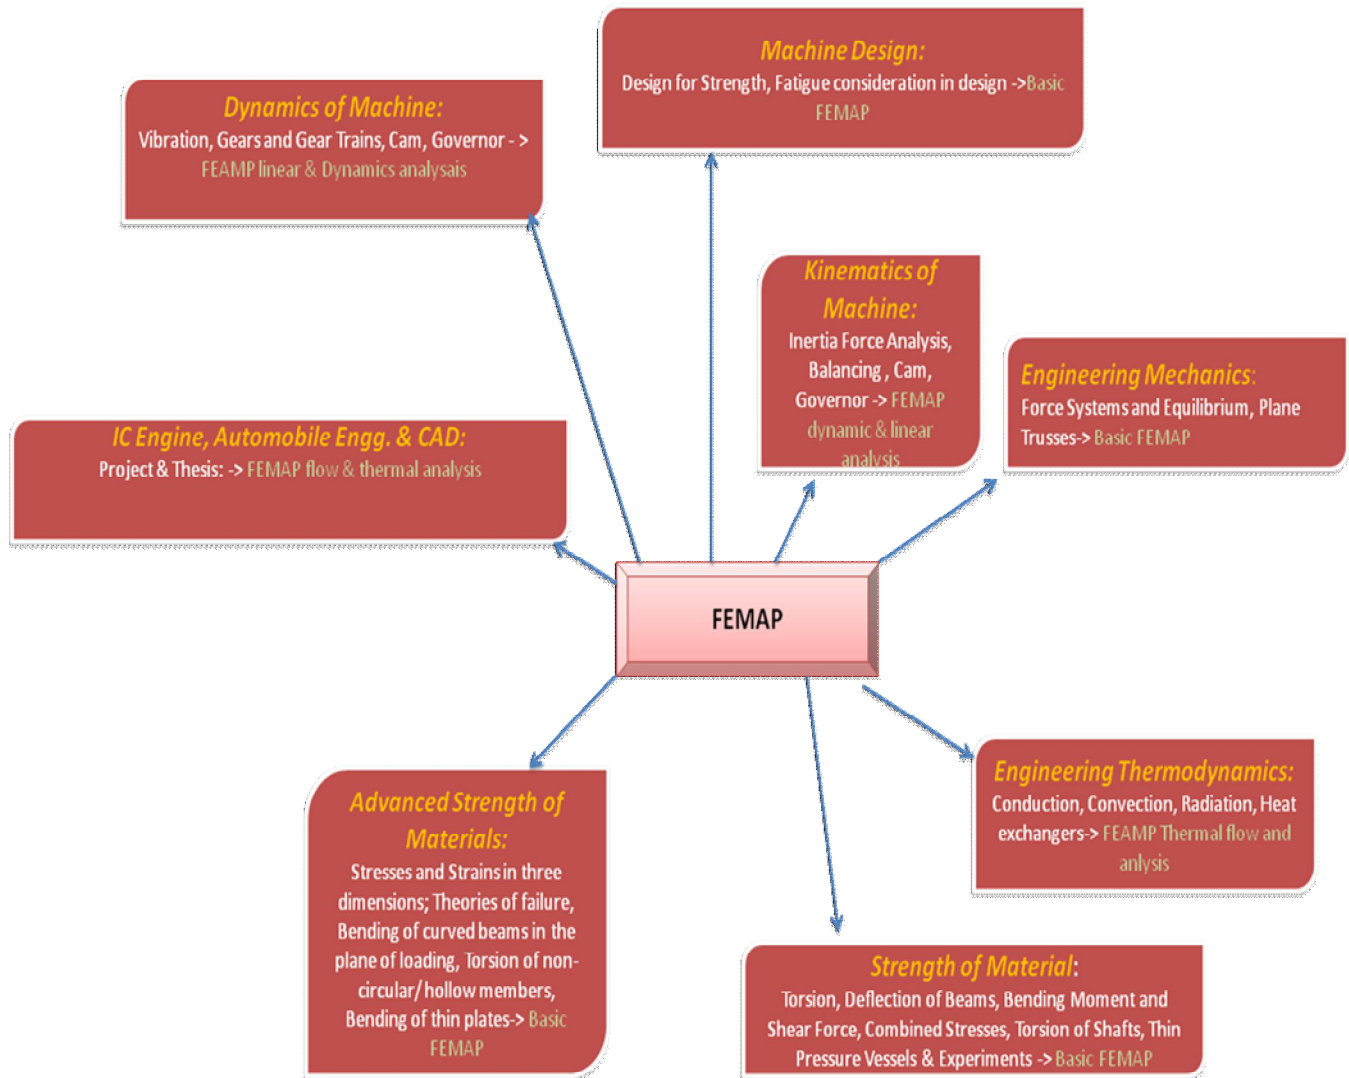 Machine Design:
Design for Strength, Fatigue consideration in design ->Basic
FEMAP
Dynamics of Machine:
Vibration, Gears and Gear Trains, Cam, Governor - >
FEAMP linear & Dynamics analysais
Kinematics of
Machine:
Inertia Force Analysis,
Balancing , Cam,
Governor -> FEMAP
dynamic & linear
analysis
Engineering Mechanics:
Force Systems and Equilibrium, Plane
Trusses-> Basic FEMAP
IC Engine, Automobile Engg. & CAD:
Project & Thesis: -> FEMAP flow & thermal analysis
FEMAP
Engineering Thermodynamics:
Conduction, Convection, Radiation, Heat
exchangers-> FEAMP Thermal flow and
anlysis
Advanced Strength of
Materials:
Stresses and Strains in three
dimensions; Theories of failure,
Bending of curved beams in the
plane of loading, Torsion of non-
circular/ hollow members,
Bending of thin plates-> Basic
FEMAP
Strength of Material:
Torsion, Deflection of Beams, Bending Moment and
Shear Force, Combined Stresses, Torsion of Shafts, Thin
Pressure Vessels & Experiments -> Basic FEMAP